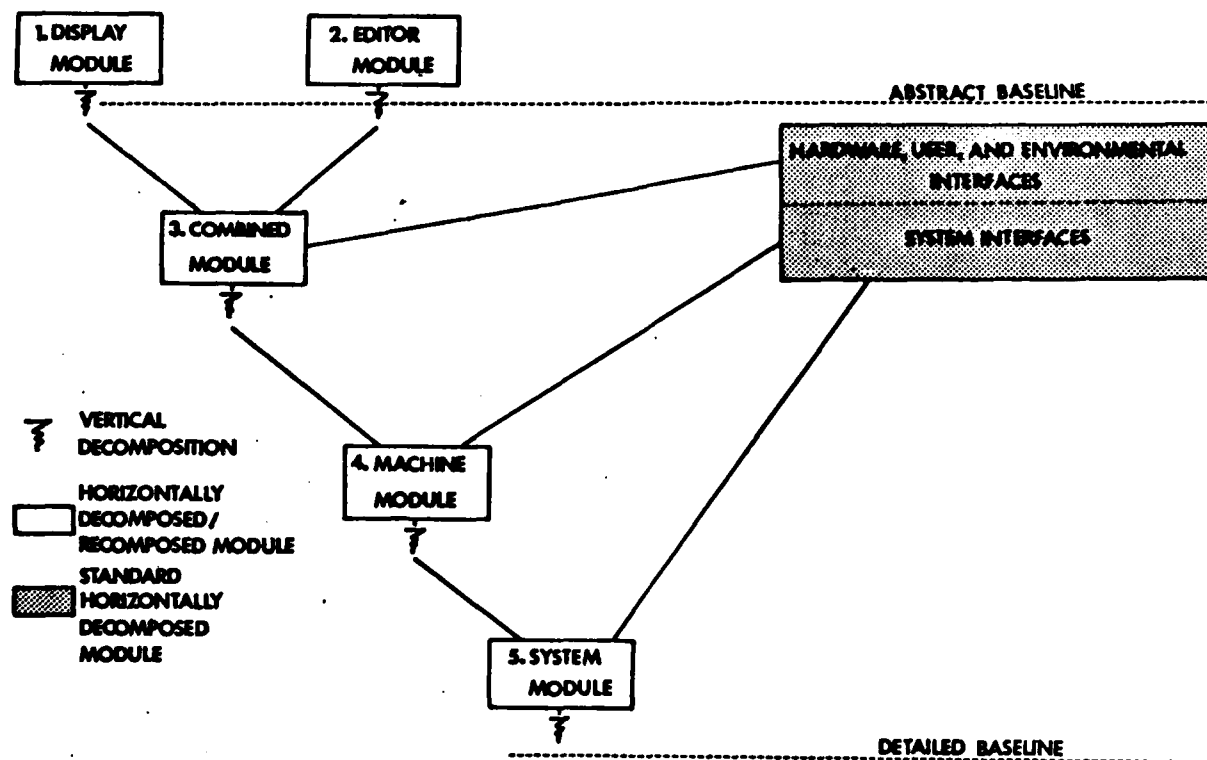 1. DISPLAY
MODULE
2. EDITOR
MODULE
ABSTRACT BASELINE
HARDWARE, USER, AND ENVIRONMENTAL
INTERFACES
SYSTEM INTERFACES
3. COMBINED
MODULE
VERTICAL
DECOMPOSITION
4. MACHINE
MODULE
HORIZONTALLY
DECOMPOSED/
RECOMPOSED MODULE
STANDARD
HORIZONTALLY
DECOMPOSED
MODULE
5. SYSTEM
MODULE
DETAILED BASELINE